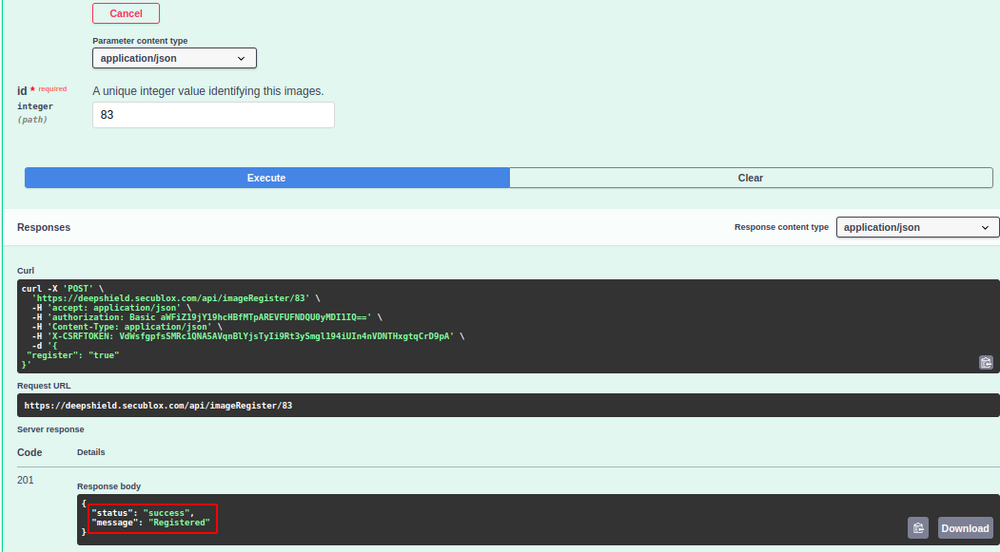 Cancel
Parameter content type
application/json
id * required
A unique integer value identifying this images.
integer
(path)
83
Execute
Clear
Responses
Response content type
application/json
Curl
curl -X 'POST' \
'https://deepshield.secublox.com/api/imageRegister/83' \
-H 'accept: application/json' \
-H 'authorization: Basic aWFiZ19jY19hcHBfMTpAREVFUFNDQU0yMDI1IQ==' \
-H 'Content-Type: application/json' \
-H 'X-CSRFTOKEN: VdWsfgpfsSMRc1QNA5AVqnBlYjsTyIi9Rt3ySmgl194iUIn4nVDNTHxgtqCrD9pA' \
-d '{
"register": "true"
}'
Request URL
https://deepshield.secublox.com/api/imageRegister/83
Server response
Code
Details
201
Response body
{
"status": "success",
"message": "Registered"
}
Download